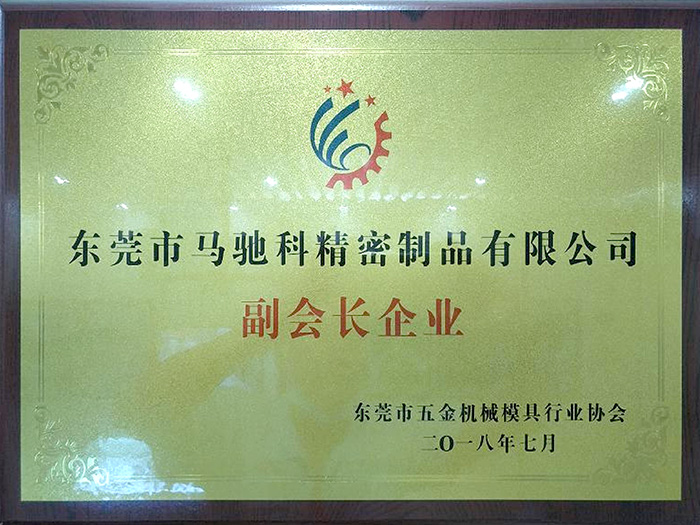 东莞市马驰科精密制品有限公司
副会长企业
东莞市五金机械模具行业协会
二O一八年七月